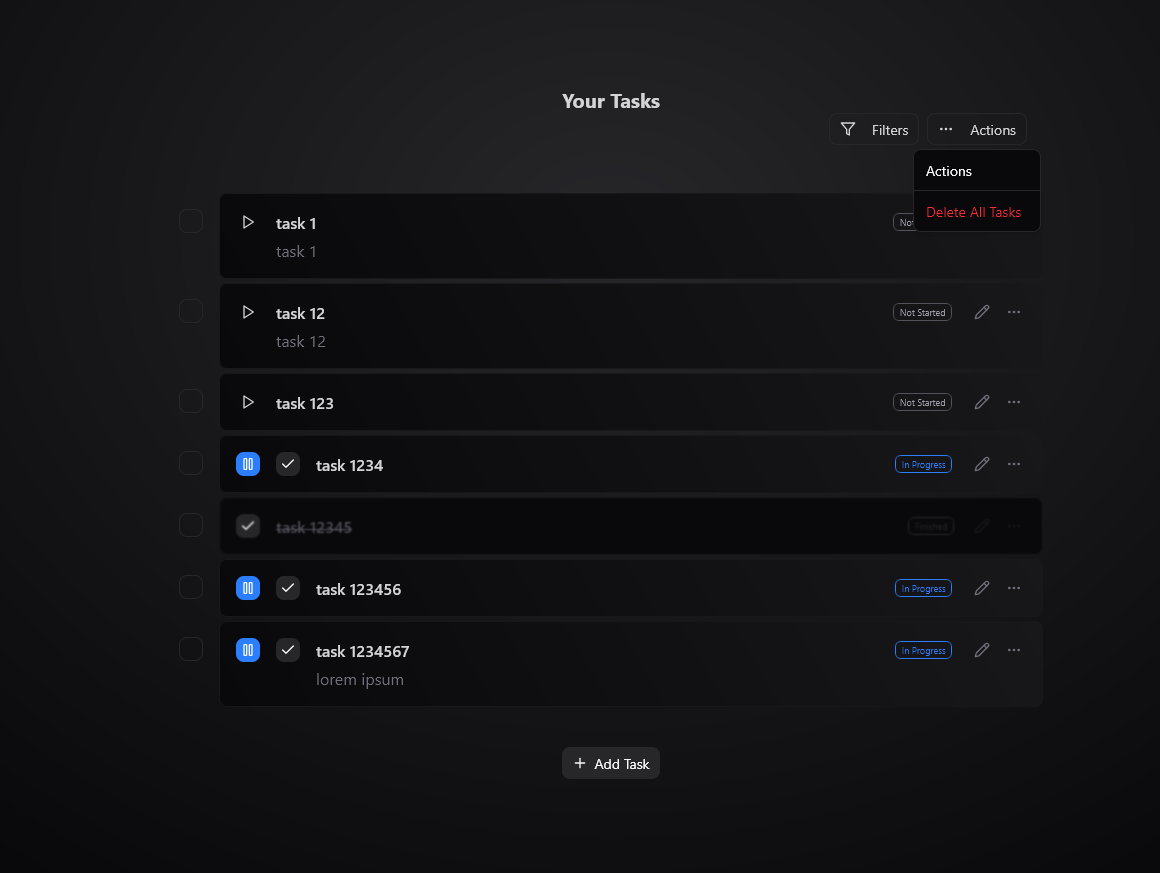 Your Tasks
Filters
Actions
Actions
Delete All Tasks
task 1
Not
task 1
task 12
Not Started
task 12
task 123
Not Started
task 1234
In Progress
task 12345
Finished
task 123456
In Progress
task 1234567
In Progress
lorem ipsum
Add Task